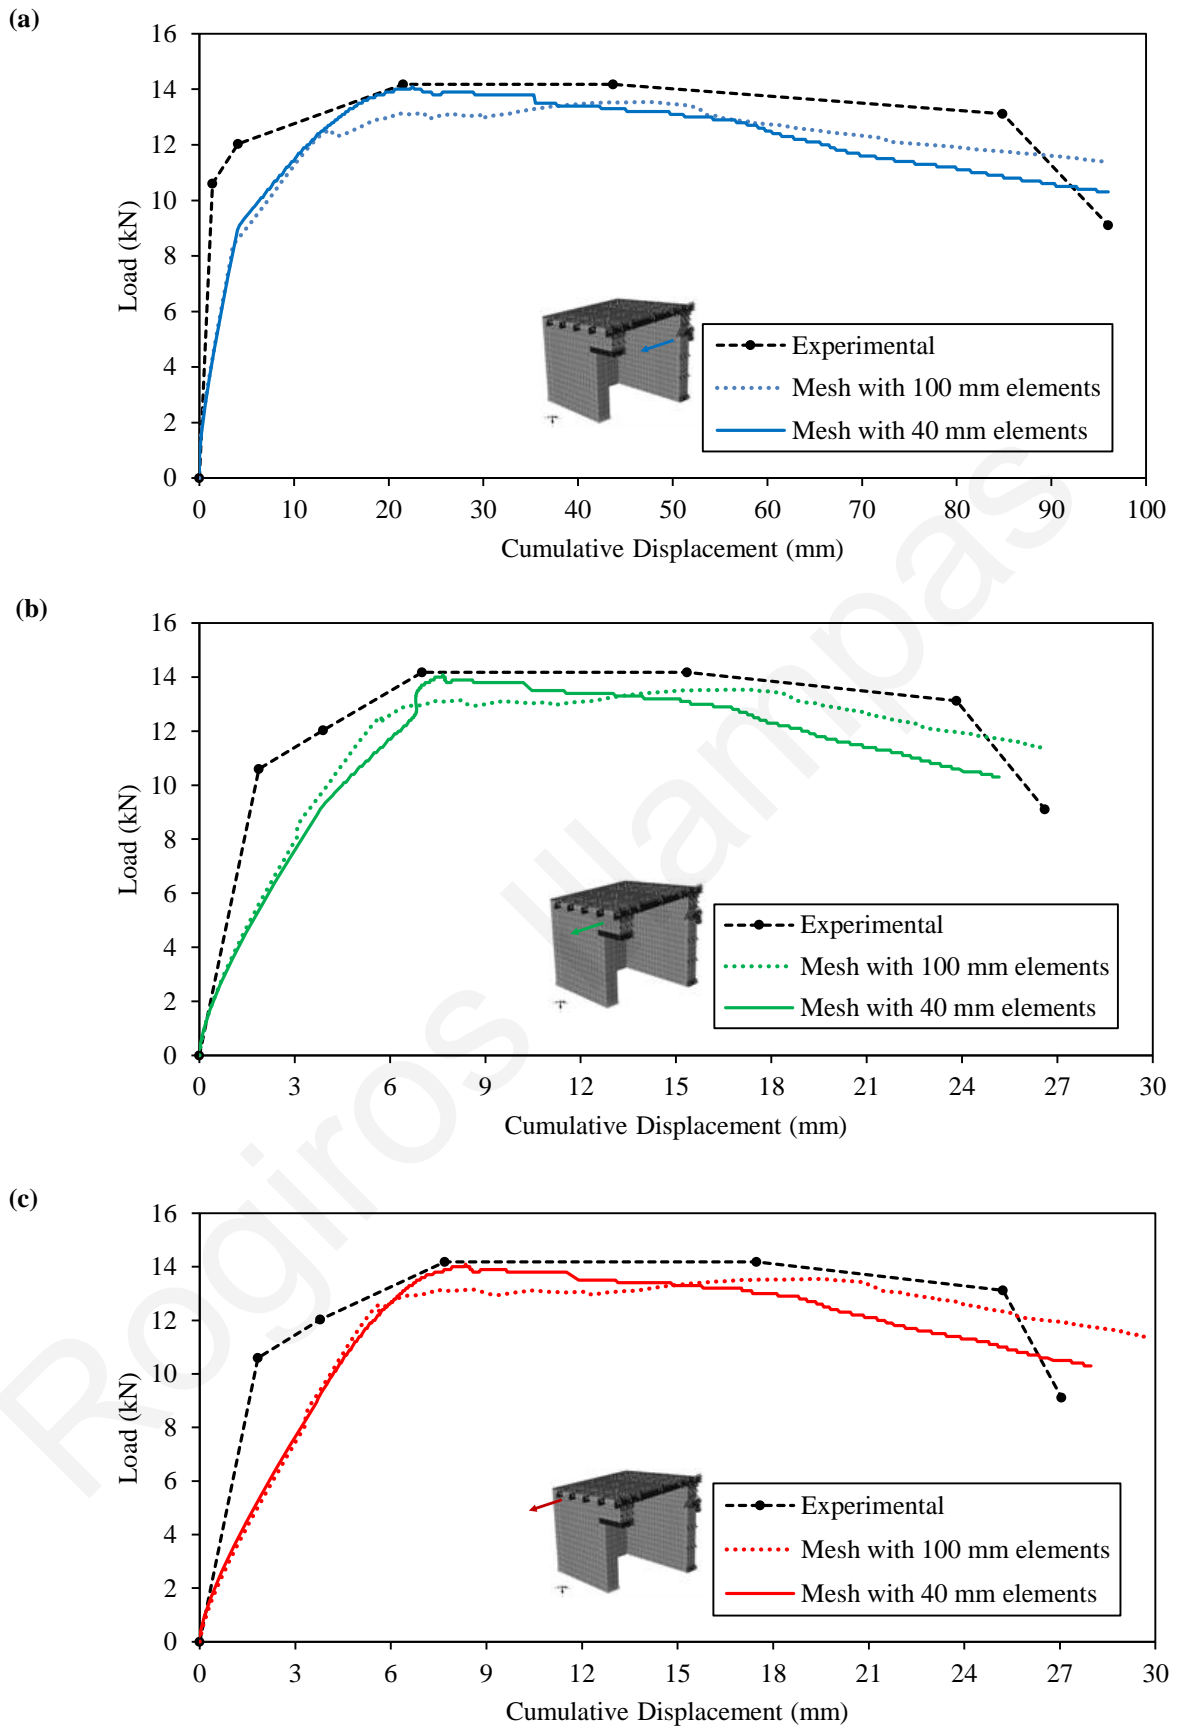 (a)
16
14
12
10
8
6
4
2
0
Load (kN)
Experimental
Mesh with 100 mm elements
Mesh with 40 mm elements
0 10 20 30 40 50 60 70 80 90 100
Cumulative Displacement (mm)
(b)
16
14
12
10
8
6
4
2
0
Load (kN)
Experimental
Mesh with 100 mm elements
Mesh with 40 mm elements
0 3 6 9 12 15 18 21 24 27 30
Cumulative Displacement (mm)
(c)
16
14
12
10
8
6
4
2
0
Load (kN)
Experimental
Mesh with 100 mm elements
Mesh with 40 mm elements
0 3 6 9 12 15 18 21 24 27 30
Cumulative Displacement (mm)
Rogiros Illampas